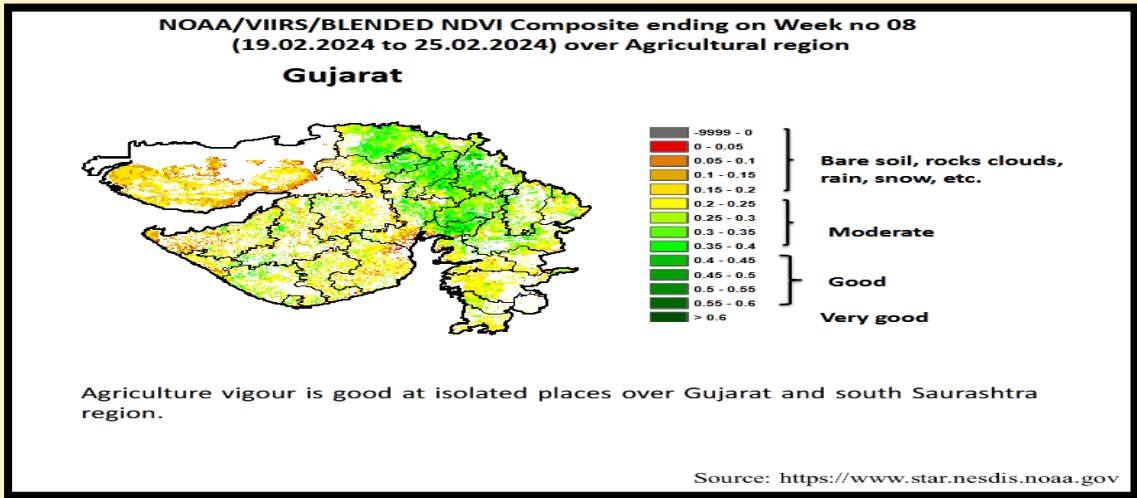 NOAA/VIIRS/BLENDED NDVI Composite ending on Week no 08
(19.02.2024 to 25.02.2024) over Agricultural region
Gujarat
-9999 - 0
0 - 0.05
0.05 - 0.1
0.1 - 0.15
0.15 - 0.2
0.2 - 0.25
0.25 - 0.3
0.3 - 0.35
0.35 - 0.4
0.4 - 0.45
0.45 - 0.5
0.5 - 0.55
0.55 - 0.6
> 0.6
Bare soil, rocks clouds,
rain, snow, etc.
Moderate
Good
Very good
Agriculture vigour is good at isolated places over Gujarat and south Saurashtra
region.
Source: https://www.star.nesdis.noaa.gov